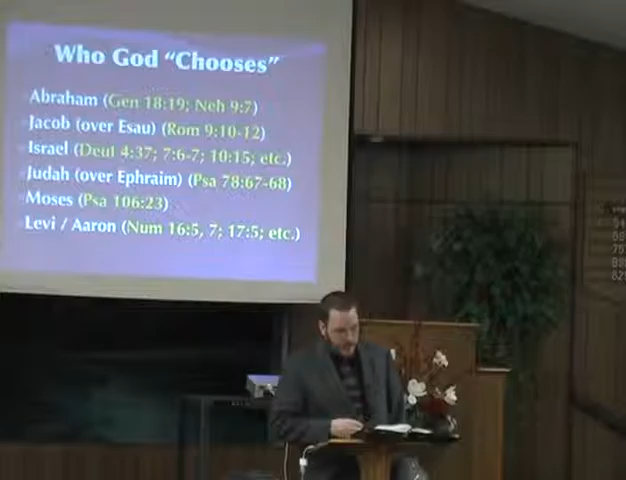 Who God “Chooses”
Abraham (Gen 18:19; Neh 9:7)
Jacob (over Esau) (Rom 9:10-12)
Israel (Deut 4:37; 7:6-7; 10:15; etc.)
Judah (over Ephraim) (Psa 78:67-68)
Moses (Psa 106:23)
Levi / Aaron (Num 16:5, 7; 17:5; etc.)